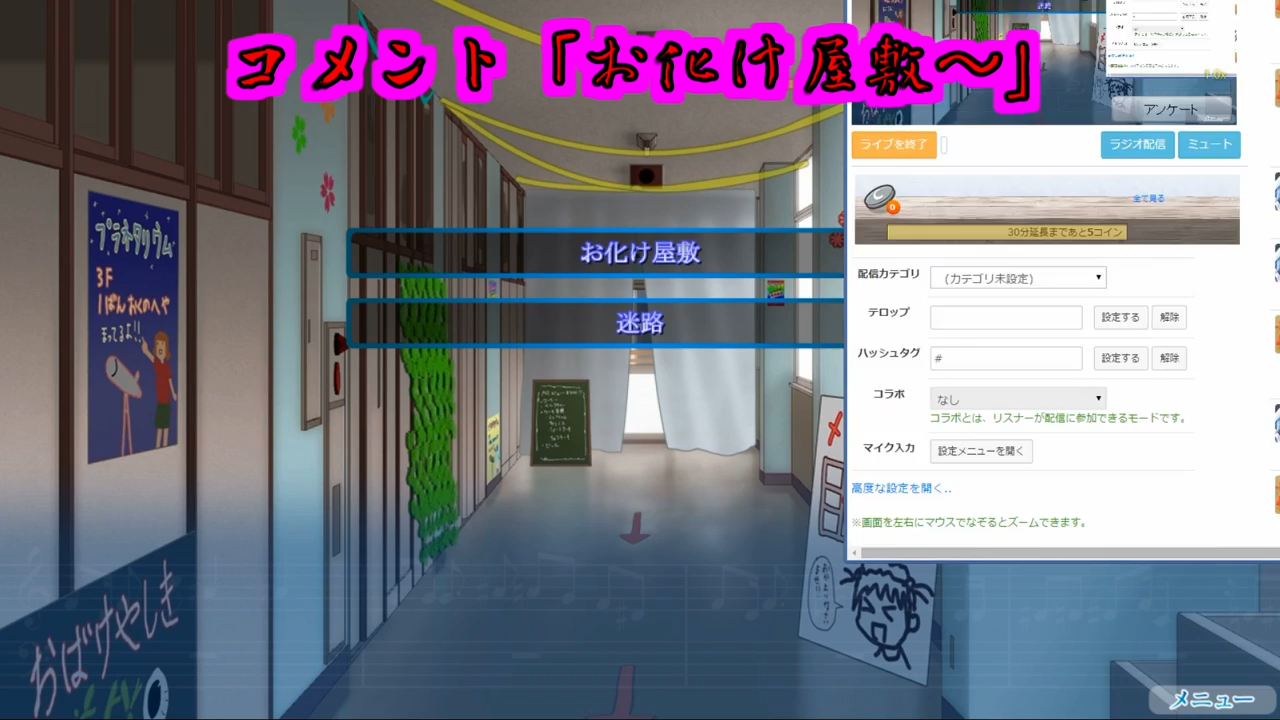 コメント「お化け屋敷～」
プラネタリウム
3F
1ばんおくのへや
まってるよ!!
お化け屋敷
迷路
おばけやしき
アンケート
ライブを終了
ラジオ配信
ミュート
全て見る
0
30分延長まであと5コイン
配信カテゴリ
(カテゴリ未設定)
テロップ
設定する
解除
ハッシュタグ
#
設定する
解除
コラボ
なし
コラボとは、リスナーが配信に参加できるモードです。
マイク入力
設定メニューを開く
高度な設定を開く..
※画面を左右にマウスでなぞるとズームできます。
メニュー